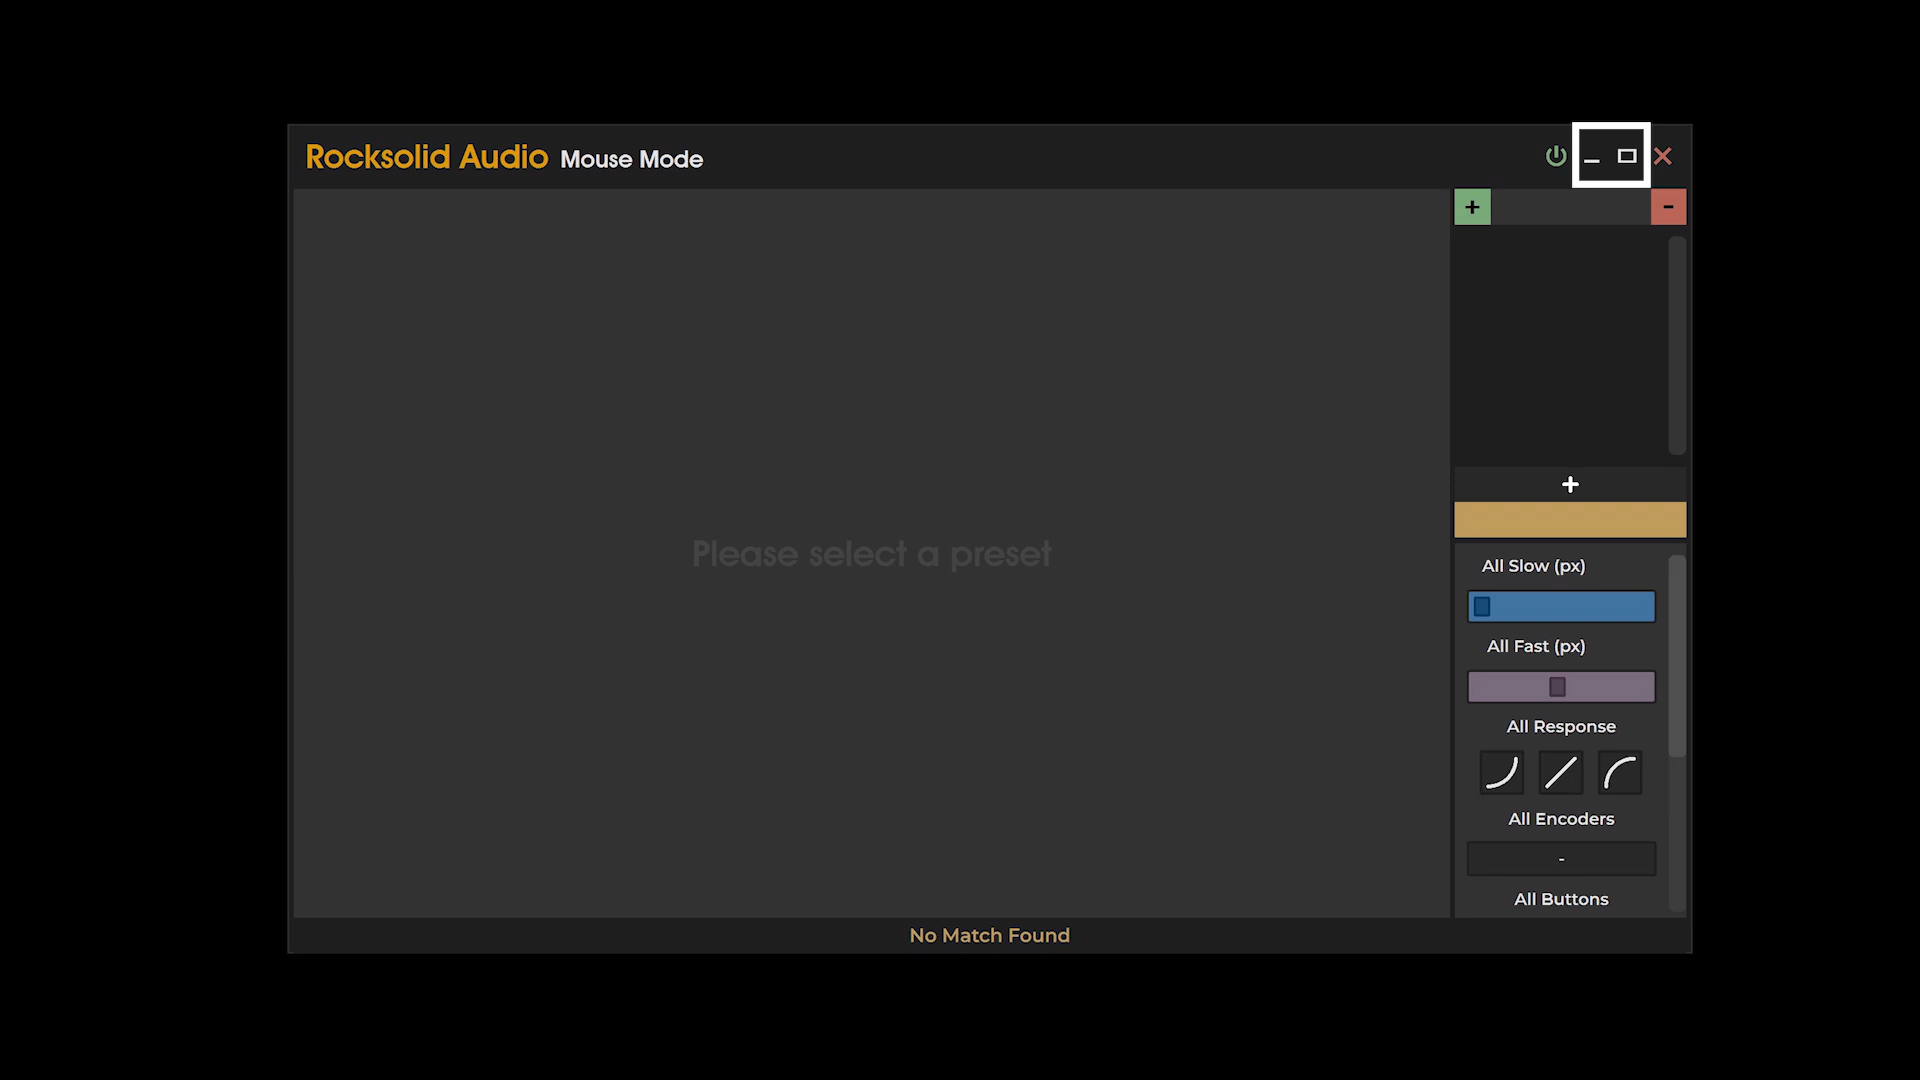 Rocksolid Audio Mouse Mode
+ -
+
Please select a preset
All Slow (px)
All Fast (px)
All Response
All Encoders
-
All Buttons
No Match Found